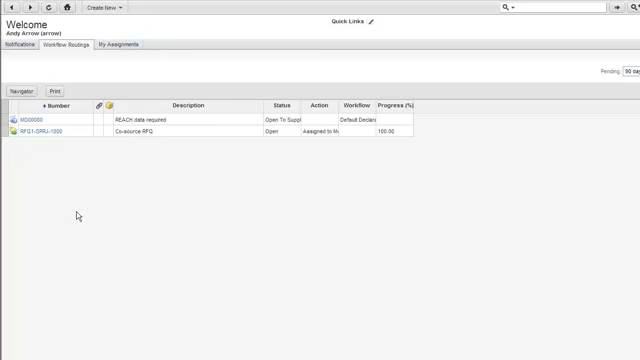 Create New
Welcome
Andy Arrow (arrow)
Quick Links
Notifications Workflow Routings My Assignments
Pending: 90 day
Navigator Print
Number Description Status Action Workflow Progress (%)
MD00080 REACH data required Open To Suppl Default Declara
RFQ1-SPRJ-1000 Co-source RFQ Open Assigned to Me 100.00